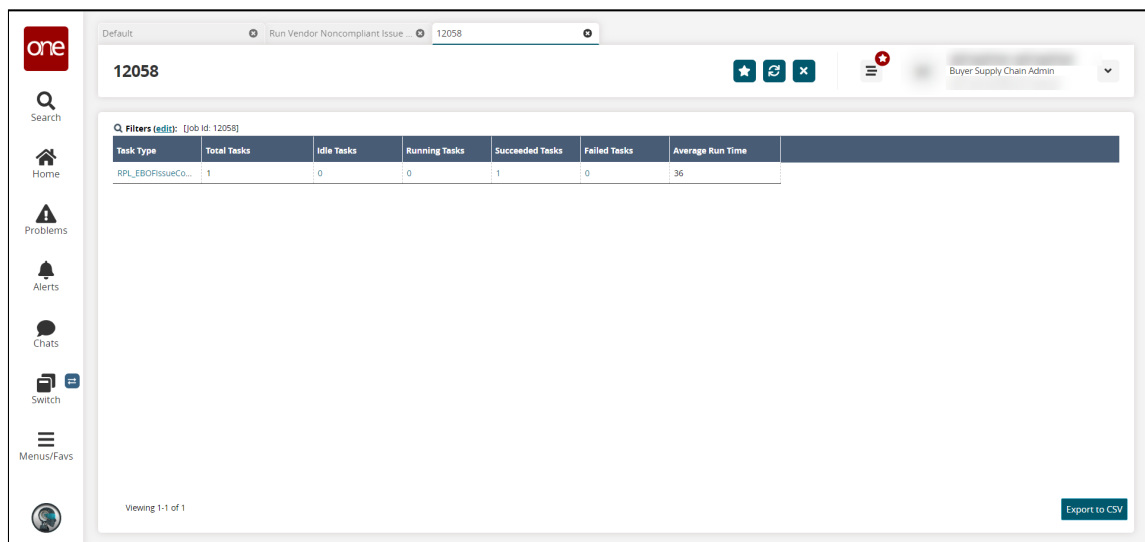 one
Default
Run Vendor Noncompliant Issue ...
12058
12058
Buyer Supply Chain Admin
Search
Home
Problems
Alerts
Chats
Switch
Menus/Favs
Filters (edit): [Job Id: 12058]
Task Type Total Tasks Idle Tasks Running Tasks Succeeded Tasks Failed Tasks Average Run Time
RPL_EBOFIssueCo... 1 0 0 1 0 36
Viewing 1-1 of 1
Export to CSV